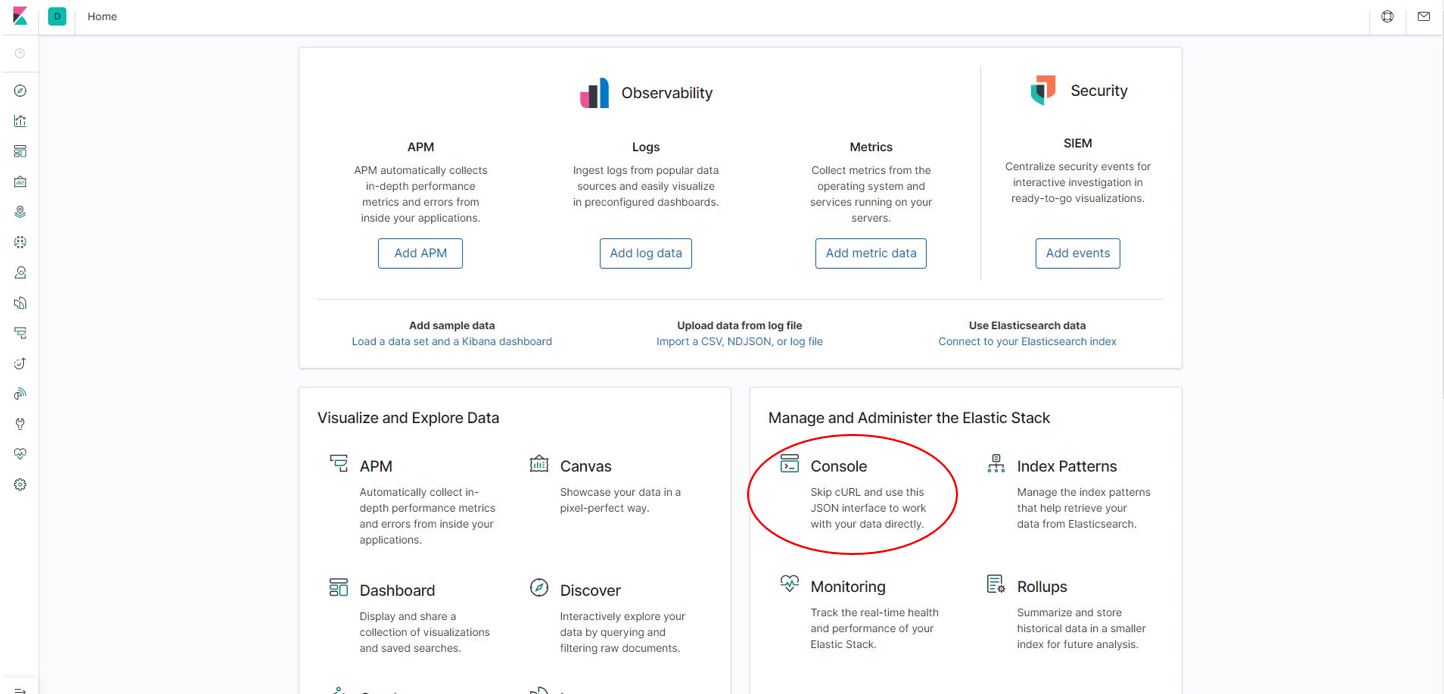 D
Home
Observability
Security
APM
APM automatically collects
in-depth performance
metrics and errors from
inside your applications.
Add APM
Logs
Ingest logs from popular data
sources and easily visualize
in preconfigured dashboards.
Add log data
Metrics
Collect metrics from the
operating system and
services running on your
servers.
Add metric data
SIEM
Centralize security events for
interactive investigation in
ready-to-go visualizations.
Add events
Add sample data
Load a data set and a Kibana dashboard
Upload data from log file
Import a CSV, NDJSON, or log file
Use Elasticsearch data
Connect to your Elasticsearch index
Visualize and Explore Data
APM
Automatically collect in-
depth performance metrics
and errors from inside your
applications.
Canvas
Showcase your data in a
pixel-perfect way.
Dashboard
Display and share a
collection of visualizations
and saved searches.
Discover
Interactively explore your
data by querying and
filtering raw documents.
Manage and Administer the Elastic Stack
Console
Skip cURL and use this
JSON interface to work
with your data directly.
Index Patterns
Manage the index patterns
that help retrieve your
data from Elasticsearch.
Monitoring
Track the real-time health
and performance of your
Elastic Stack.
Rollups
Summarize and store
historical data in a smaller
index for future analysis.